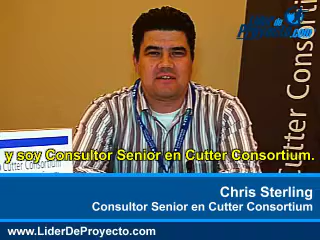 Lider de
Proyecto.com
Cutter Consortium
y soy Consultor Senior en Cutter Consortium.
Cutter Consortium
Chris Sterling
Consultor Senior en Cutter Consortium
www.LiderDeProyecto.com